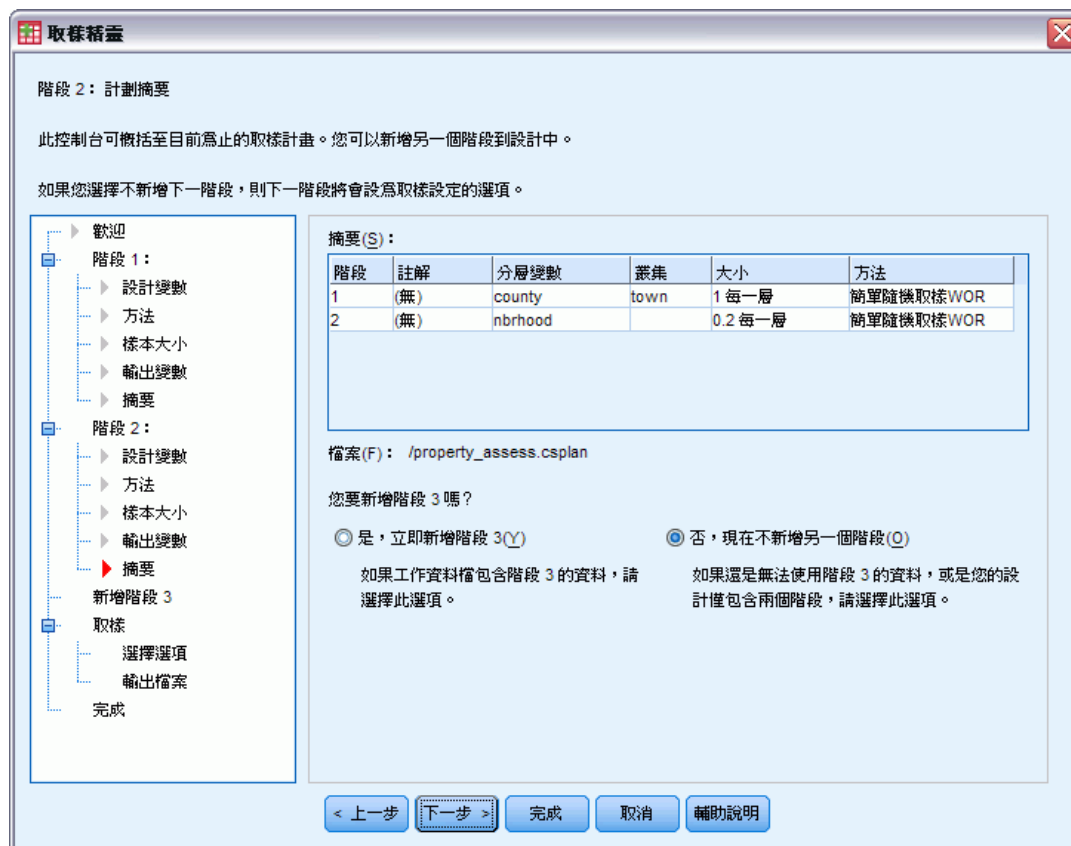 取樣精靈
階段 2：計劃摘要
此控制台可概括至目前為止的取樣計畫。您可以新增另一個階段到設計中。
如果您選擇不新增下一階段，則下一階段將會設為取樣設定的選項。
歡迎
階段 1：
設計變數
方法
樣本大小
輸出變數
摘要
階段 2：
設計變數
方法
樣本大小
輸出變數
摘要
新增階段 3
取樣
選擇選項
輸出檔案
完成
摘要(S)：
階段 註解 分層變數 叢集 大小 方法
1 (無) county town 1 每一層 簡單隨機取樣WOR
2 (無) nbrhood 0.2 每一層 簡單隨機取樣WOR
檔案(F)： /property_assess.csplan
您要新增階段 3 嗎？
是，立即新增階段 3(Y)
如果工作資料檔包含階段 3 的資料，請
選擇此選項。
否，現在不新增另一個階段(O)
如果還是無法使用階段 3 的資料，或是您的設
計僅包含兩個階段，請選擇此選項。
< 上一步 下一步 > 完成 取消 輔助說明